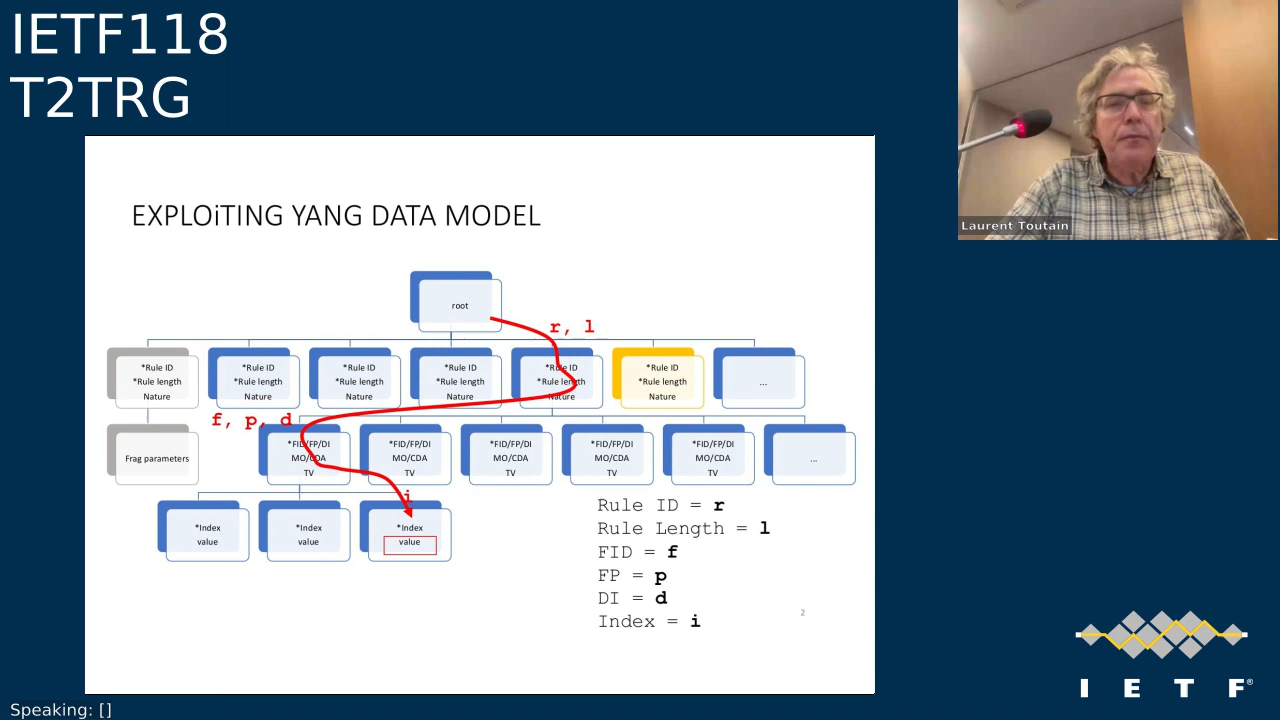 IETF118
T2TRG
Laurent Toutain
EXPLOiTING YANG DATA MODEL
root
r, l
*Rule ID
*Rule length
Nature
*Rule ID
*Rule length
Nature
*Rule ID
*Rule length
Nature
*Rule ID
*Rule length
Nature
*Rule ID
*Rule length
Nature
*Rule ID
*Rule length
Nature
...
f, p, d
Frag parameters
*FID/FP/DI
MO/CDA
TV
*FID/FP/DI
MO/CDA
TV
*FID/FP/DI
MO/CDA
TV
*FID/FP/DI
MO/CDA
TV
*FID/FP/DI
MO/CDA
TV
...
i
*Index
value
*Index
value
*Index
value
Rule ID = r
Rule Length = l
FID = f
FP = p
DI = d
Index = i
2
I E T F®
Speaking: []